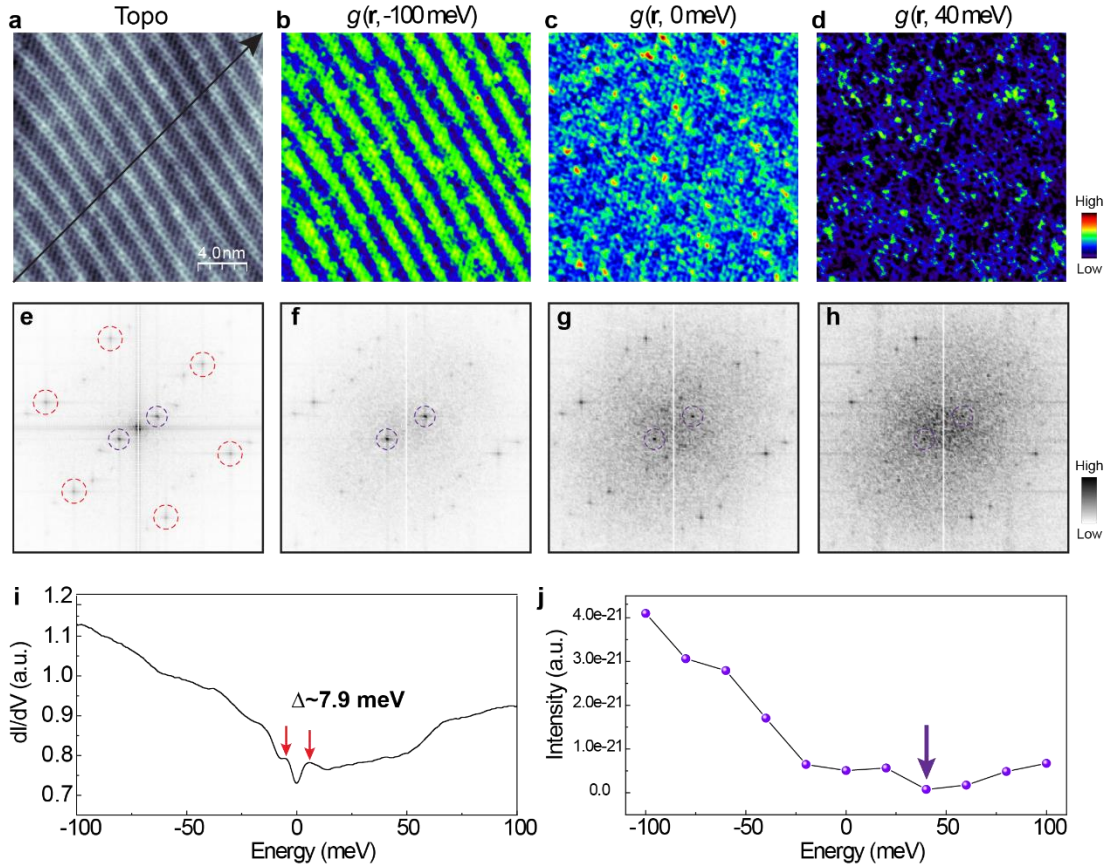 a Topo
b g(r, -100 meV)
c g(r, 0 meV)
d g(r, 40 meV)
4.0nm
High
Low
e
f
g
h
High
Low
i
1.2
1.1
1.0
0.9
0.8
0.7
dI/dV (a.u.)
Δ~7.9 meV
-100 -50 0 50 100
Energy (meV)
j
4.0e-21
3.0e-21
2.0e-21
1.0e-21
0.0
Intensity (a.u.)
-100 -50 0 50 100
Energy (meV)